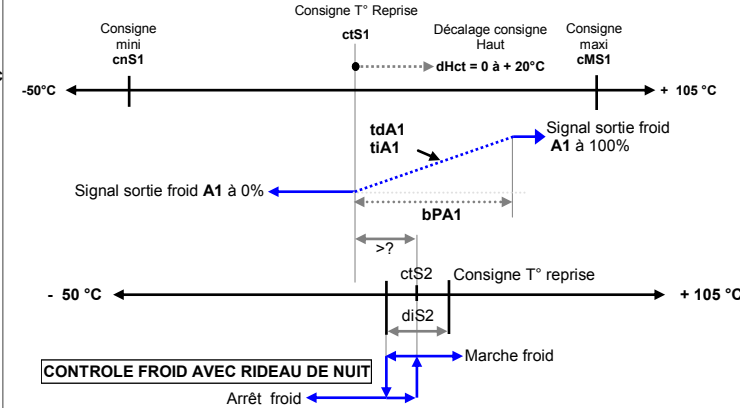 Consigne T° Reprise
ctS1
Consigne
mini
cnS1
Décalage consigne
Haut
Consigne
maxi
cMS1
dHct = 0 à + 20°C
-50°C
+ 105 °C
tdA1
tiA1
Signal sortie froid
A1 à 100%
Signal sortie froid A1 à 0%
bPA1
>?
ctS2
Consigne T° reprise
- 50 °C
+ 105 °C
diS2
Marche froid
CONTROLE FROID AVEC RIDEAU DE NUIT
Arrêt froid